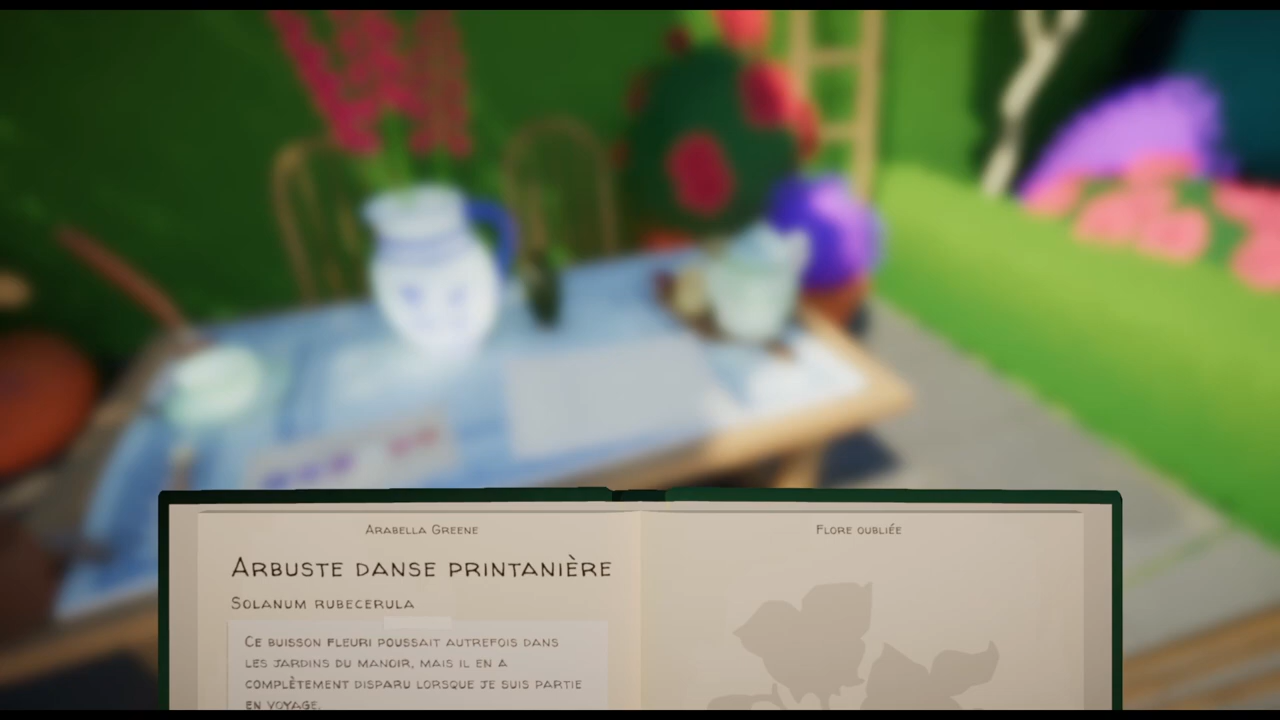 Arabella Greene
Flore oubliée
Arbuste danse printanière
Solanum rubecerula
Ce buisson fleuri poussait autrefois dans
les jardins du manoir, mais il en a
complètement disparu lorsque je suis partie
en voyage.